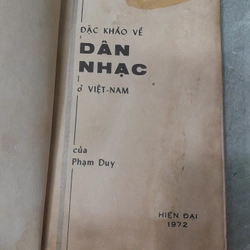 ĐẶC KHẢO VỀ
DÂN
NHẠC
ở VIỆT-NAM
của
Phạm Duy
HIỆN ĐẠI
1972